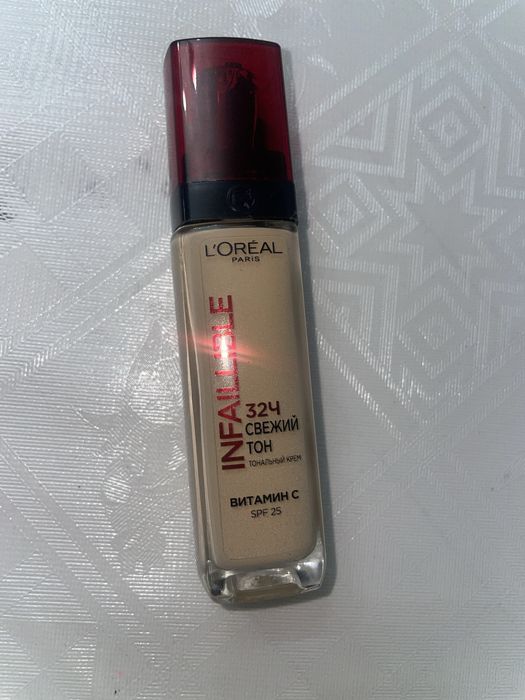 L'ORÉAL
PARIS
INFAILLIBLE
32Ч
СВЕЖИЙ
ТОН
ТОНАЛЬНЫЙ КРЕМ
ВИТАМИН С
SPF 25